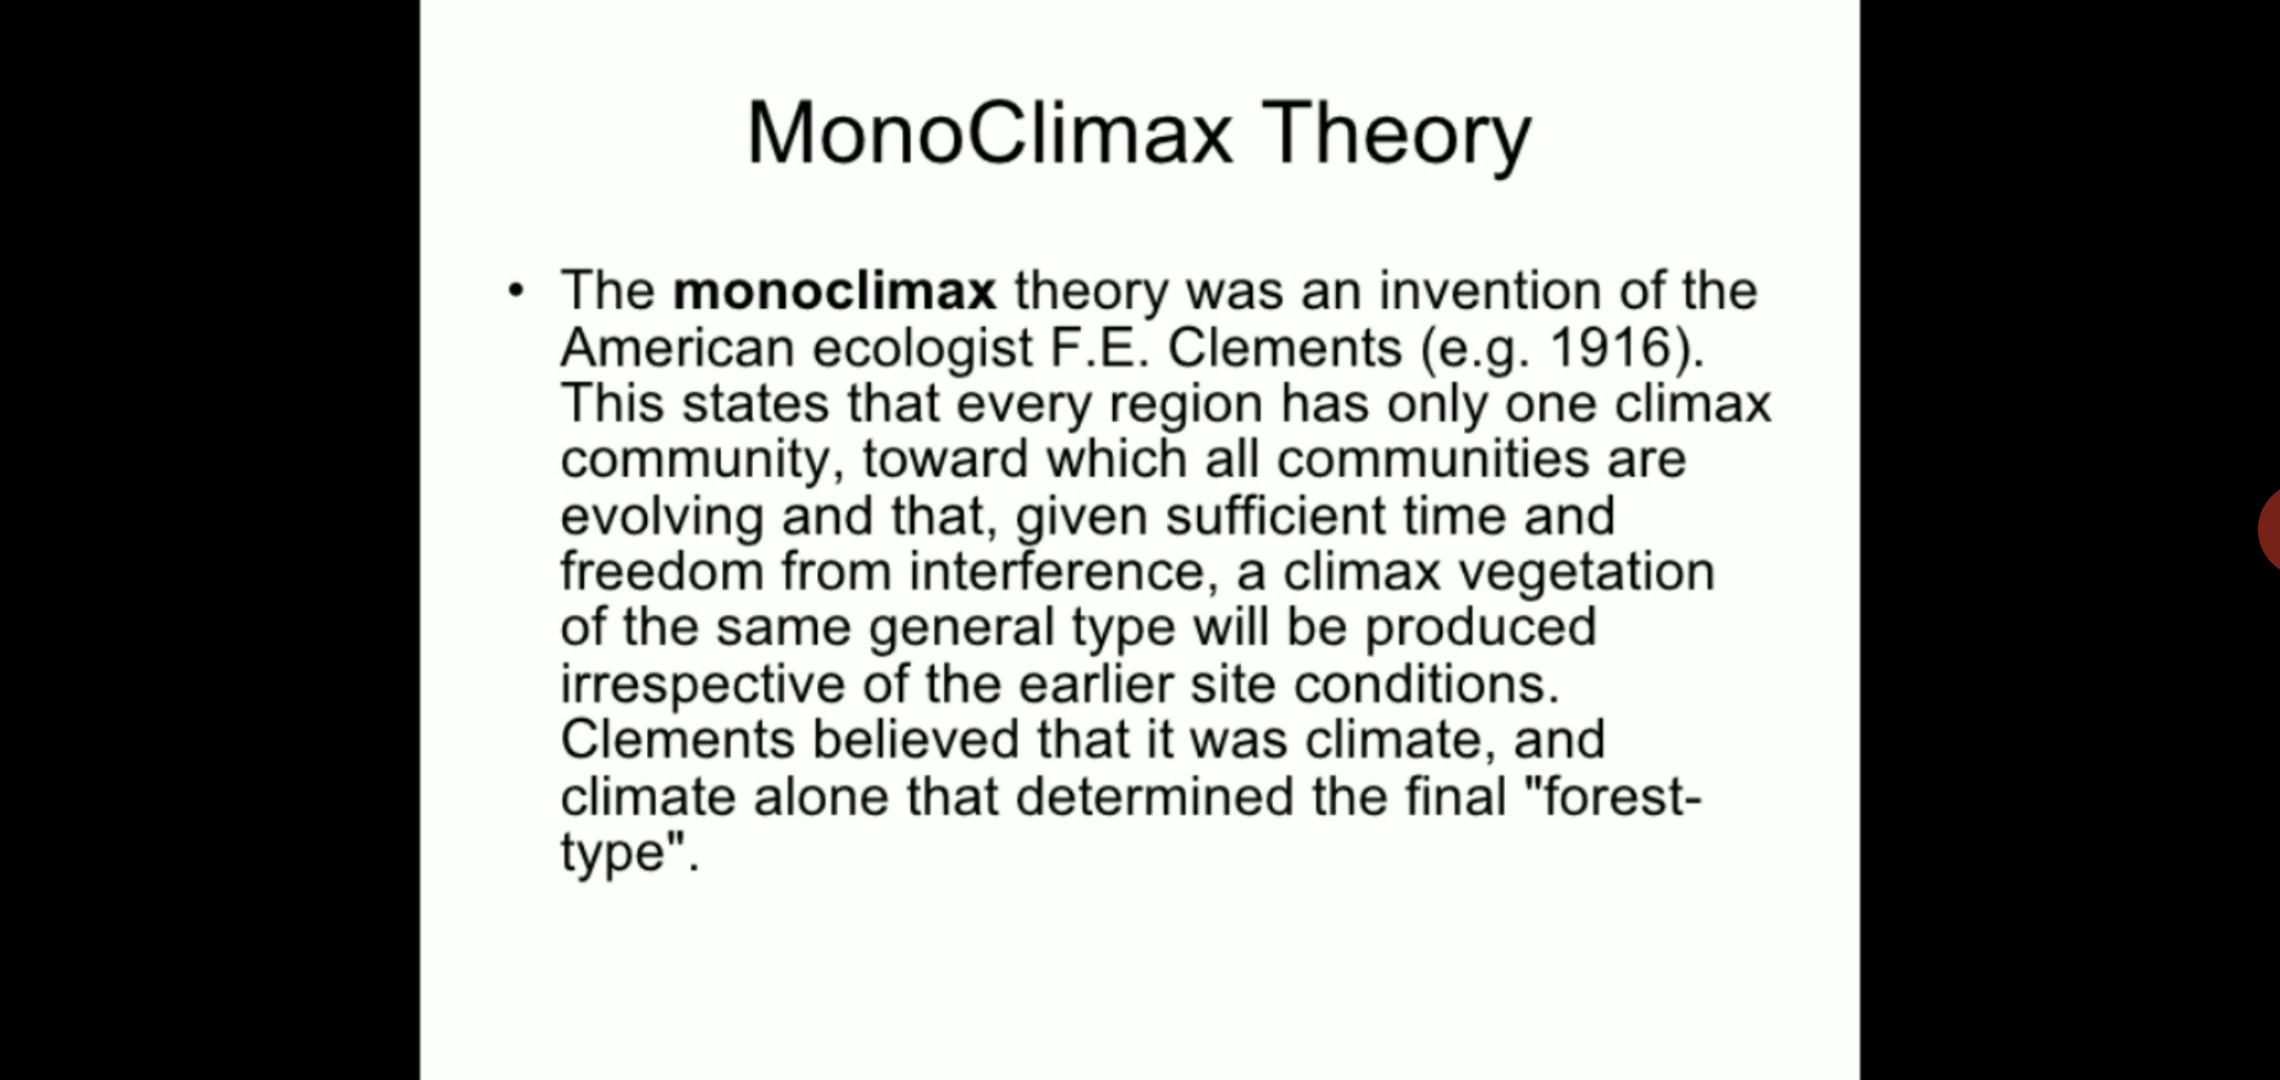 MonoClimax Theory
• The monoclimax theory was an invention of the
American ecologist F.E. Clements (e.g. 1916).
This states that every region has only one climax
community, toward which all communities are
evolving and that, given sufficient time and
freedom from interference, a climax vegetation
of the same general type will be produced
irrespective of the earlier site conditions.
Clements believed that it was climate, and
climate alone that determined the final "forest-
type".